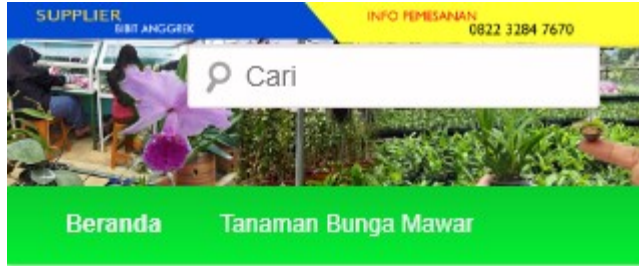 SUPPLIER
BIBIT ANGGREK
INFO PEMESANAN
0822 3284 7670
Cari
Beranda Tanaman Bunga Mawar